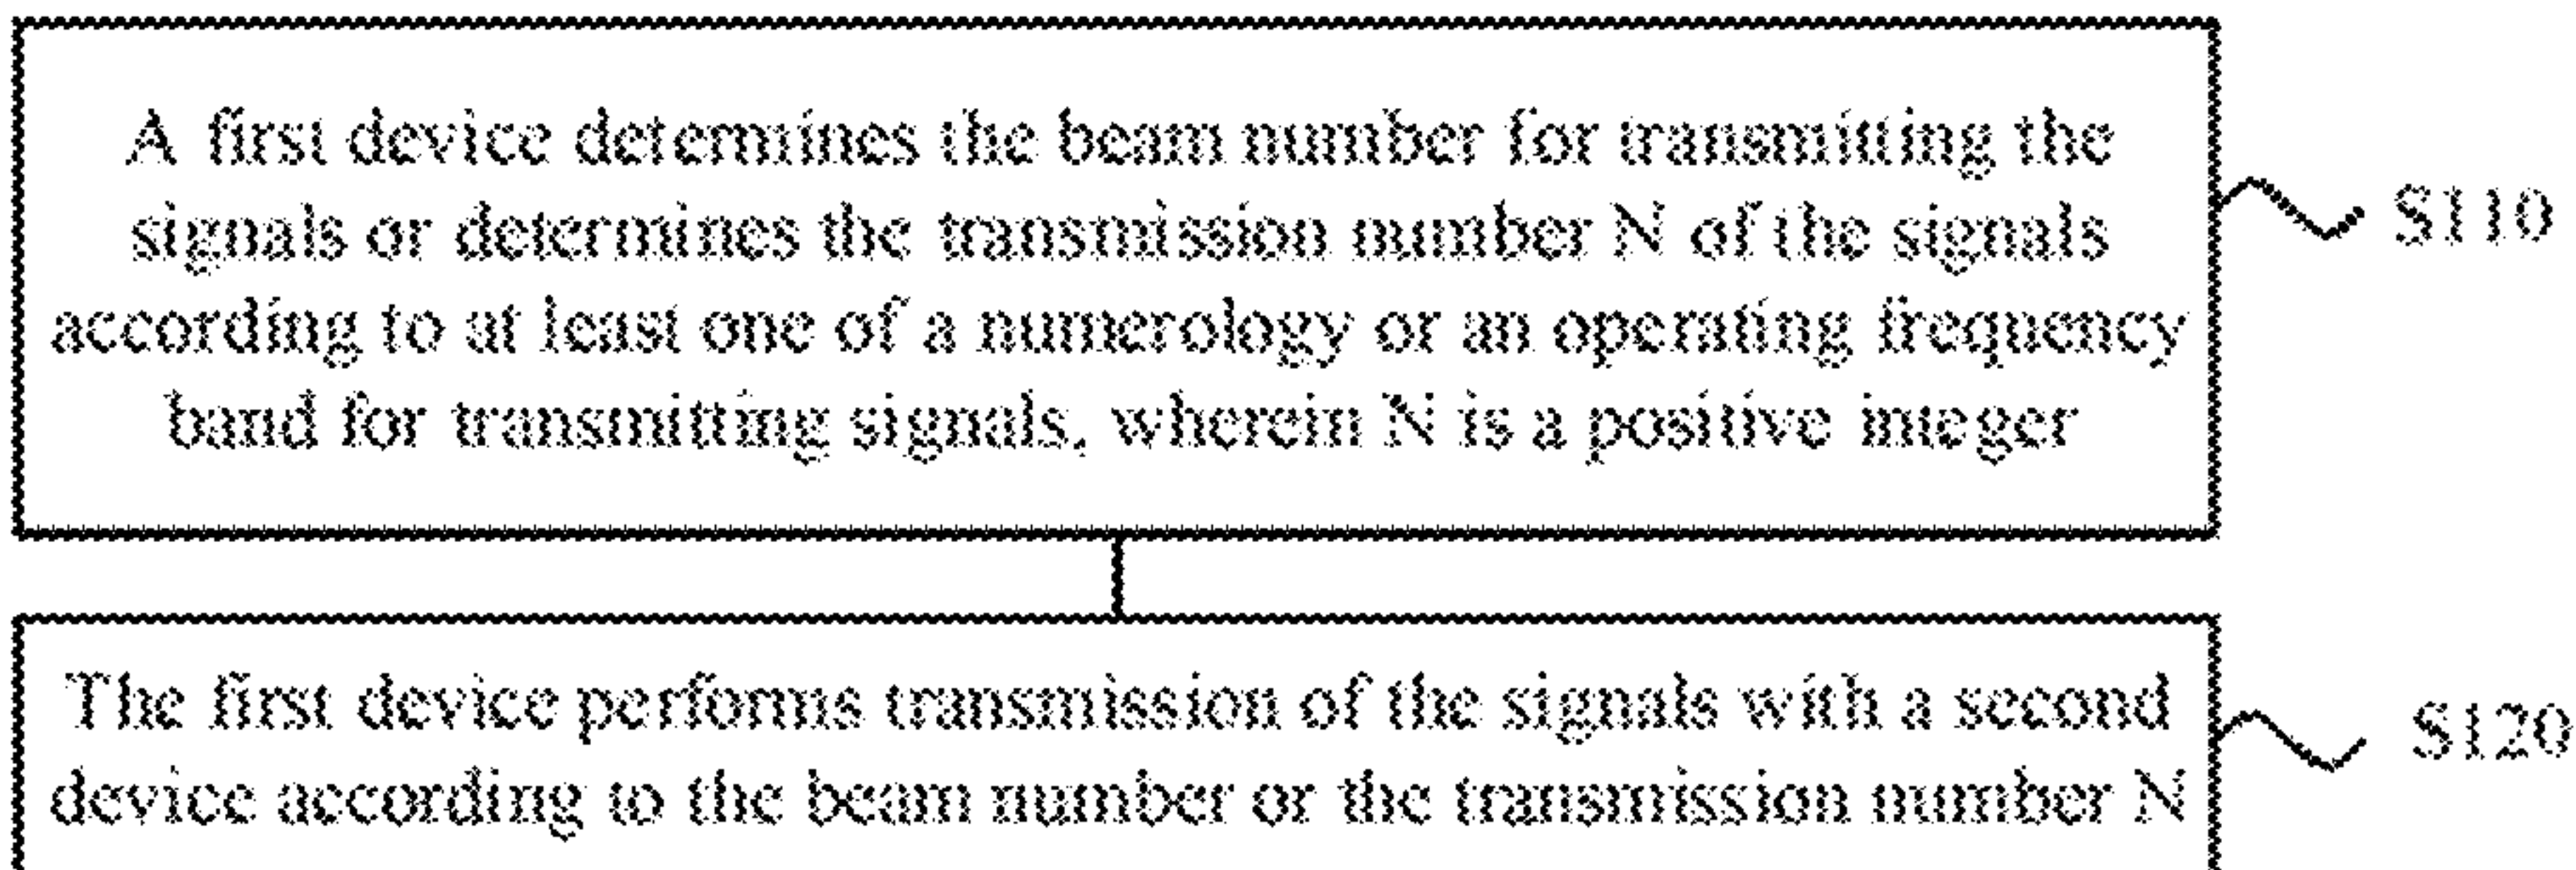 A first device determines the beam number for transmitting the
signals or determines the transmission number N of the signals
according to at least one of a numerology or an operating frequency
band for transmitting signals, wherein N is a positive integer
S110
The first device performs transmission of the signals with a second
device according to the beam number or the transmission number N
S120